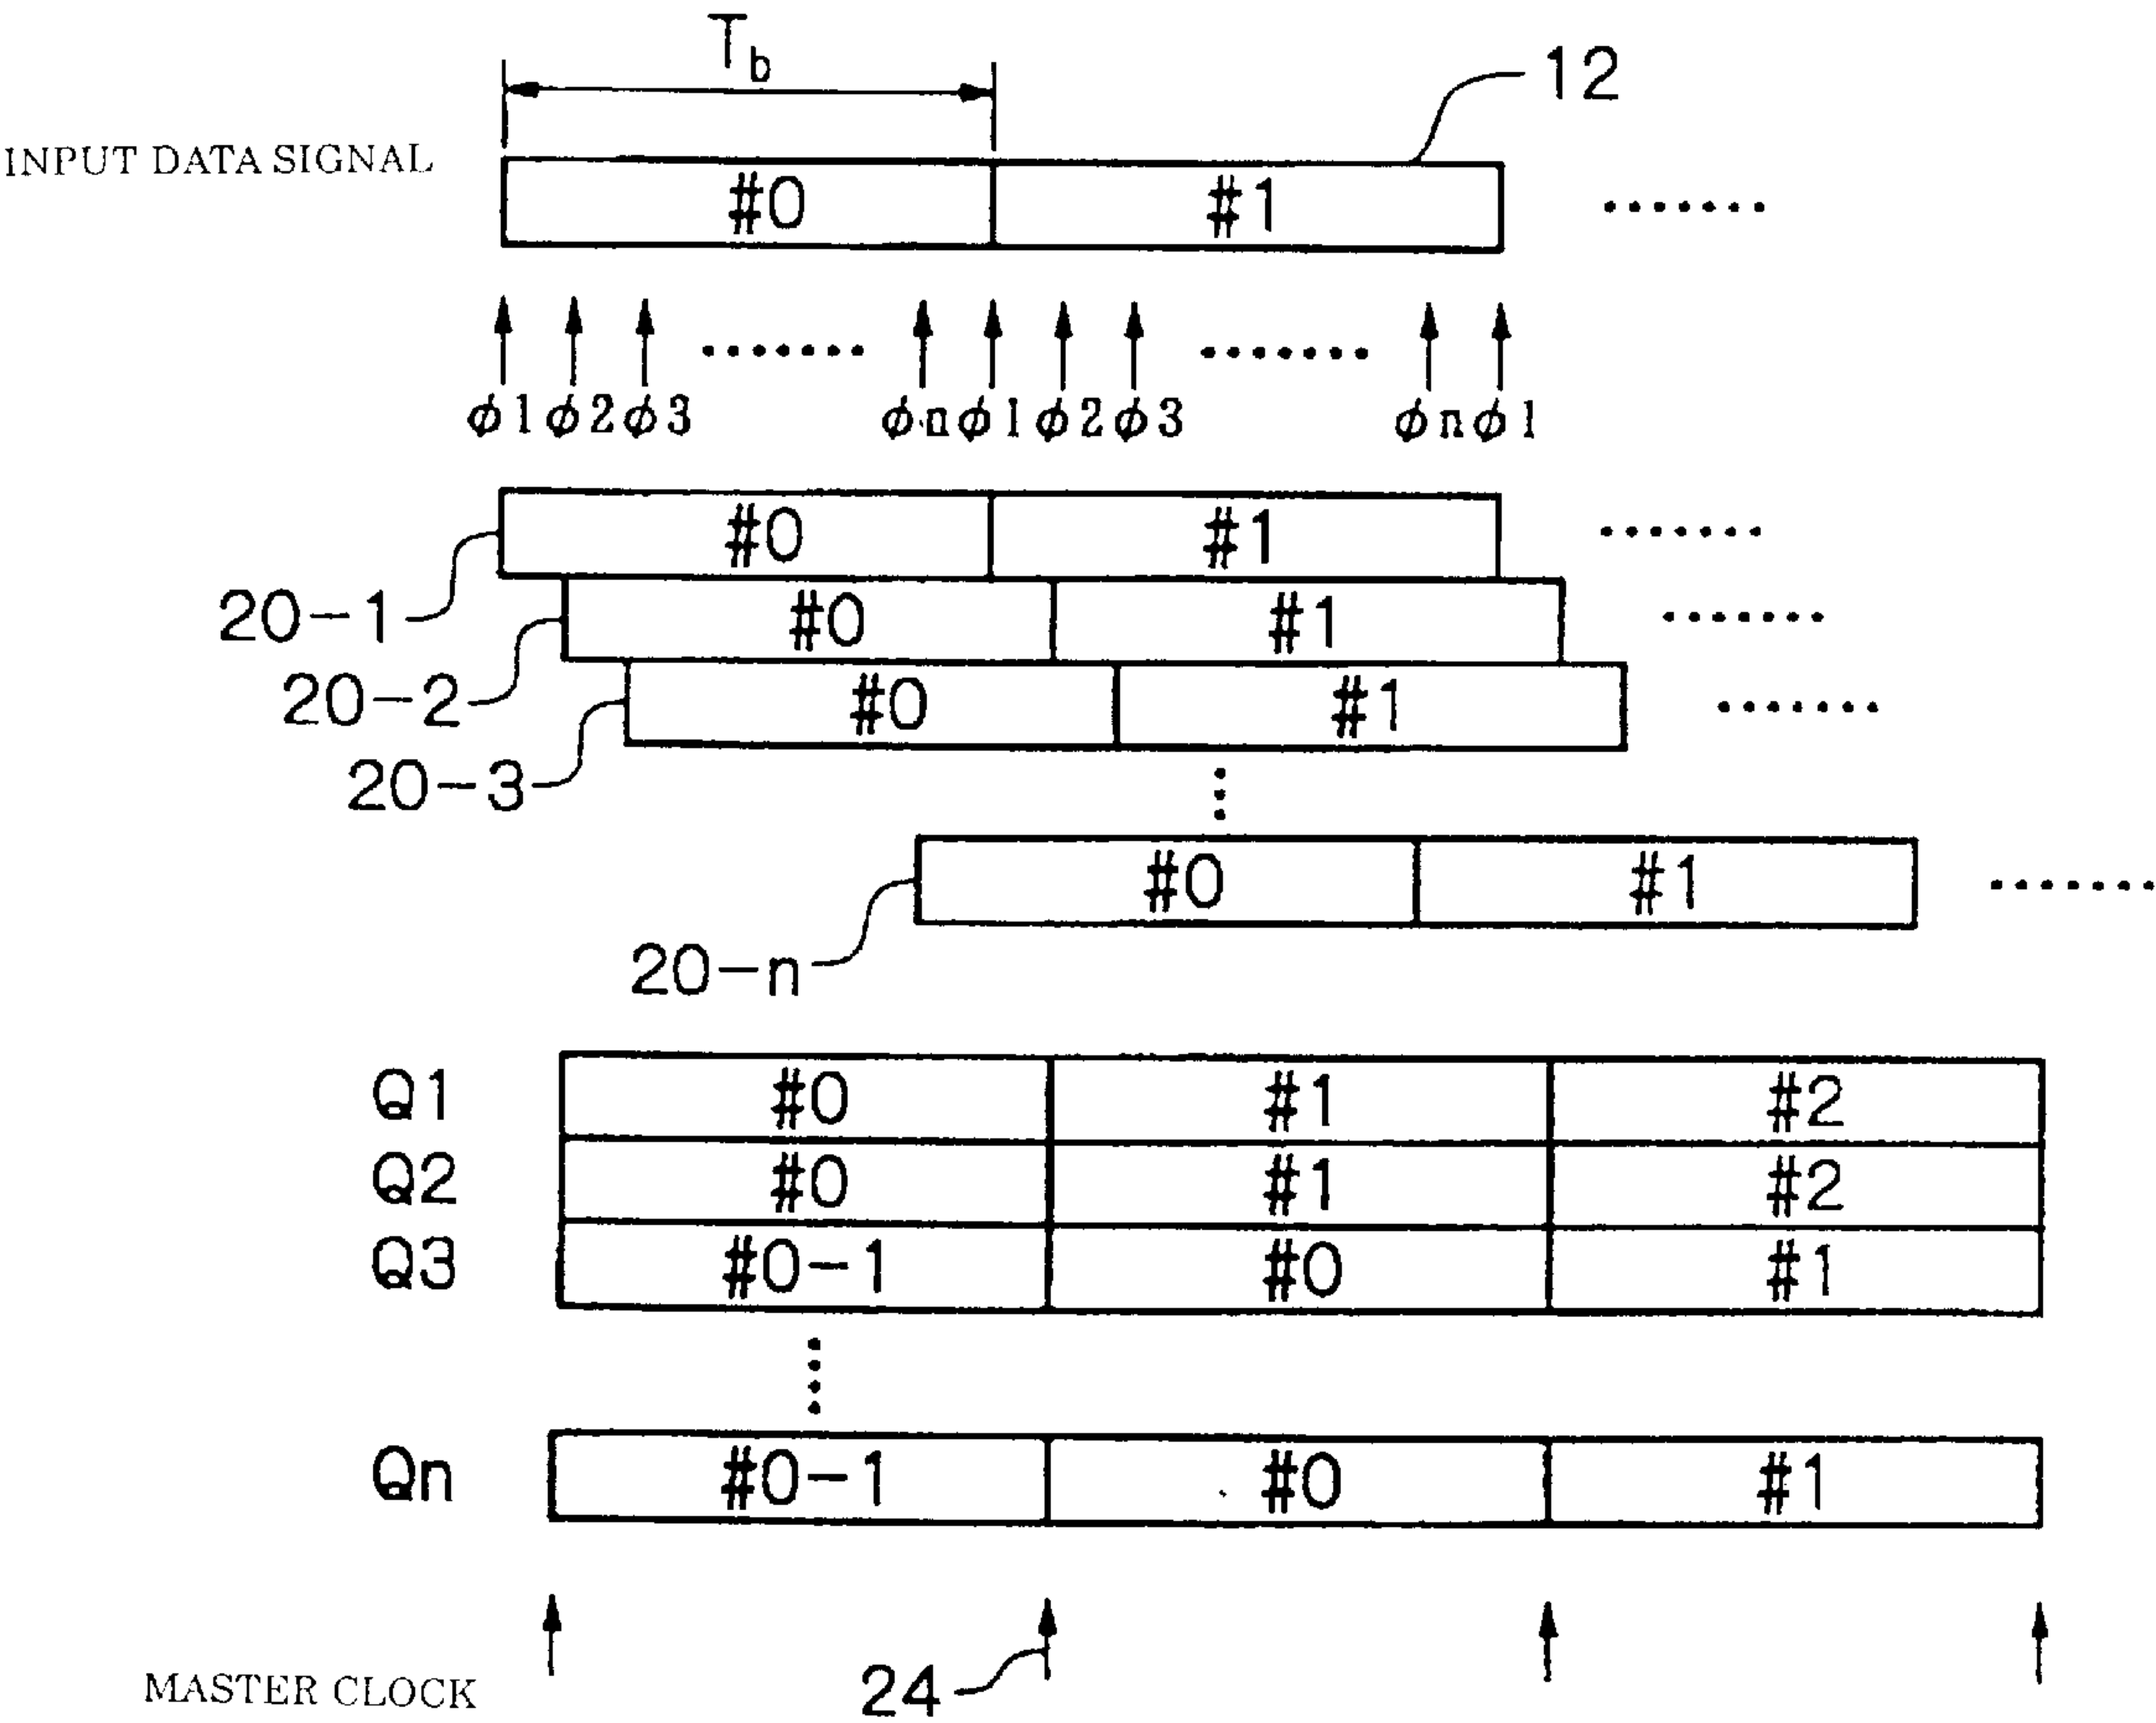 Tb
12
INPUT DATA SIGNAL
#0 #1 .......
....... .......
φ1 φ2 φ3 φn φ1 φ2 φ3 φn φ1
#0 #1 .......
20-1
#0 #1 .......
20-2
#0 #1 .......
20-3
#0 #1 .......
20-n
Q1 #0 #1 #2
Q2 #0 #1 #2
Q3 #0-1 #0 #1
Qn #0-1 #0 #1
24
MASTER CLOCK